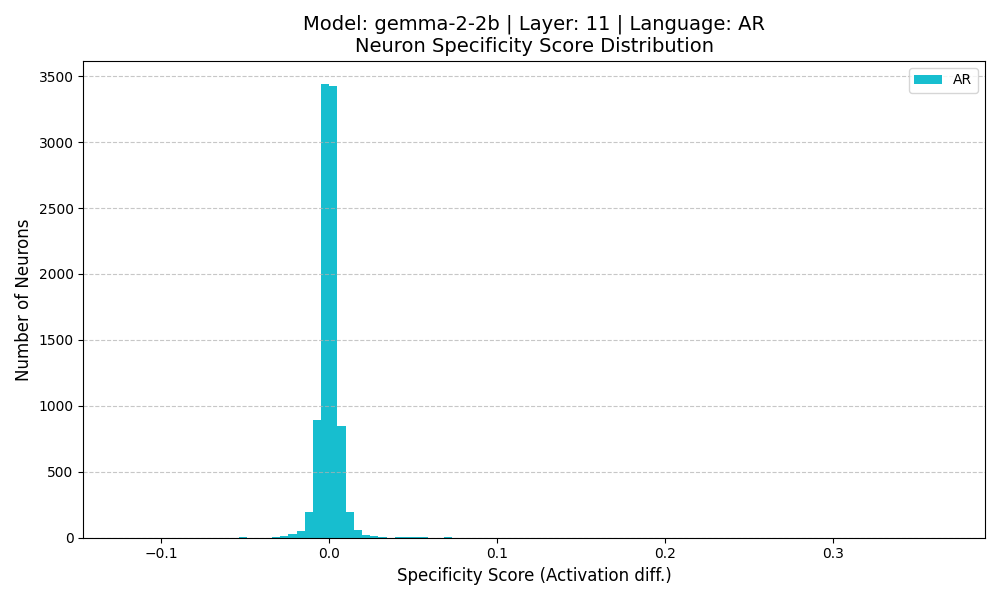 Model: gemma-2-2b | Layer: 11 | Language: AR
Neuron Specificity Score Distribution
AR
Number of Neurons
3500
3000
2500
2000
1500
1000
500
0
−0.1
0.0
0.1
0.2
0.3
Specificity Score (Activation diff.)